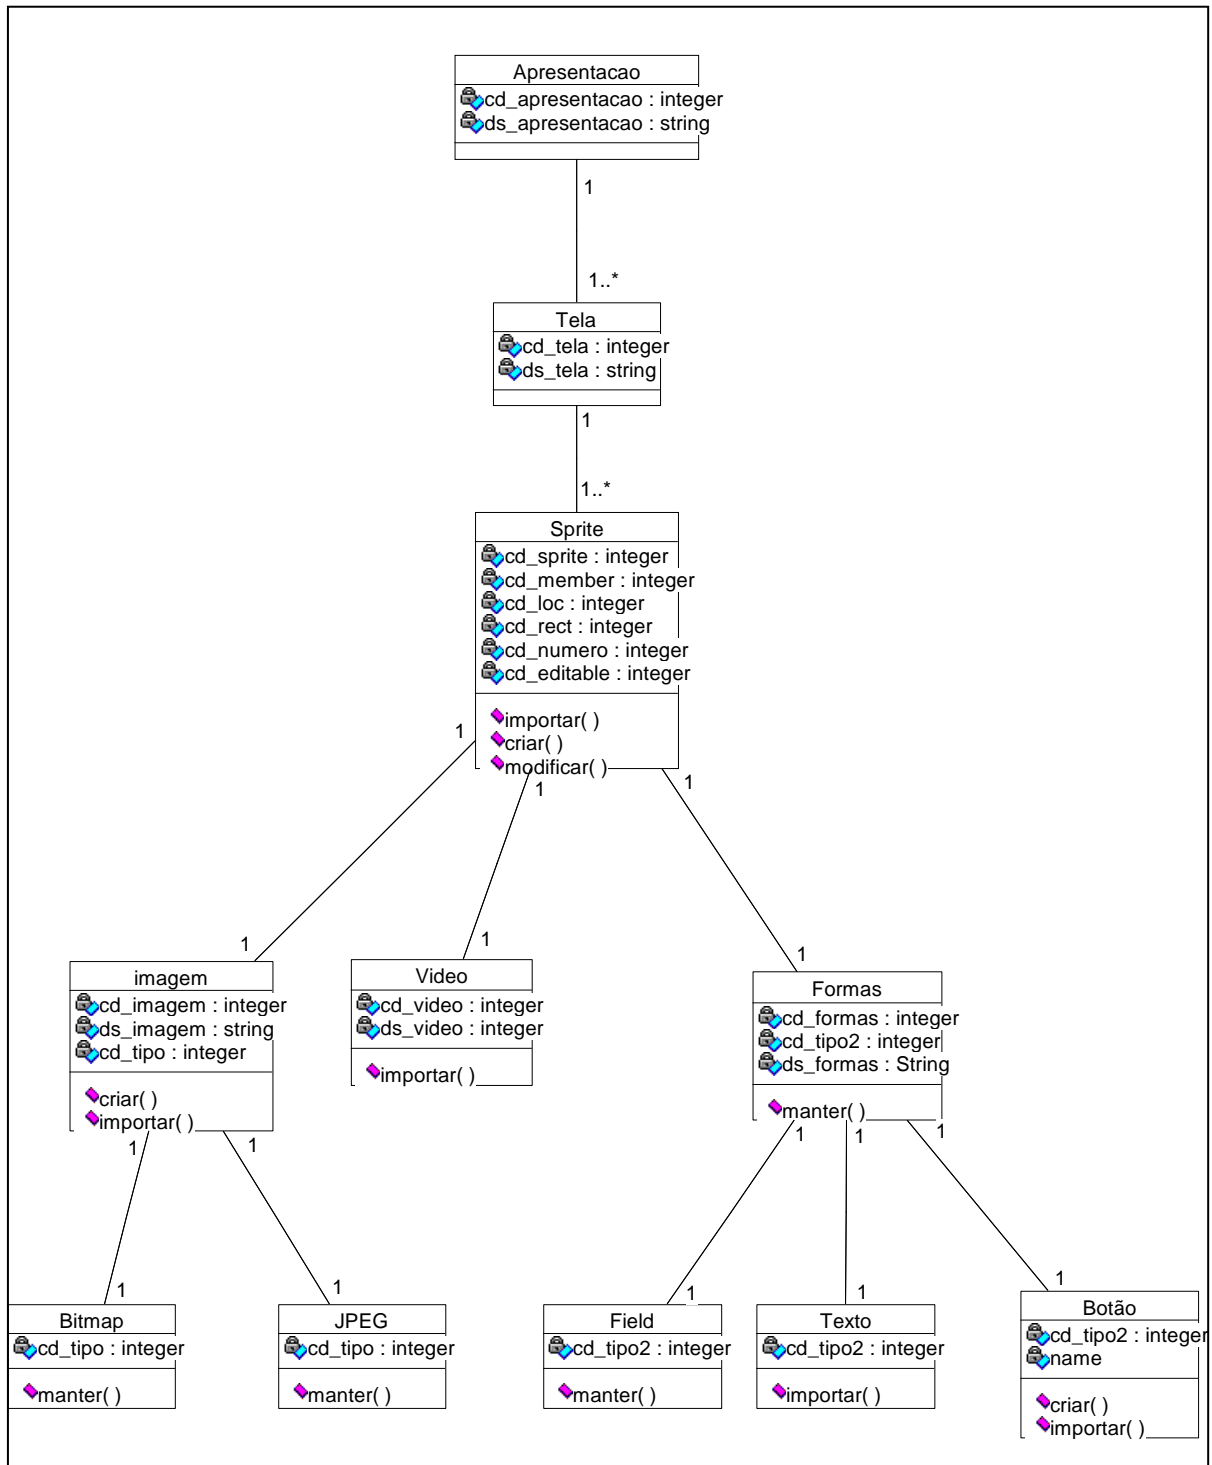 Apresentacao
cd_apresentacao : integer
ds_apresentacao : string
1
1..*
Tela
cd_tela : integer
ds_tela : string
1
1..*
Sprite
cd_sprite : integer
cd_member : integer
cd_loc : integer
cd_rect : integer
cd_numero : integer
cd_editable : integer
importar( )
criar( )
modificar( )
1
1
1
1
1
1
imagem
cd_imagem : integer
ds_imagem : string
cd_tipo : integer
criar( )
importar( )
Video
cd_video : integer
ds_video : integer
importar( )
Formas
cd_formas : integer
cd_tipo2 : integer
ds_formas : String
manter( )
1
1
1
1
1
1
1
1
1
1
Bitmap
cd_tipo : integer
manter( )
JPEG
cd_tipo : integer
manter( )
Field
cd_tipo2 : integer
manter( )
Texto
cd_tipo2 : integer
importar( )
Botão
cd_tipo2 : integer
name
criar( )
importar( )